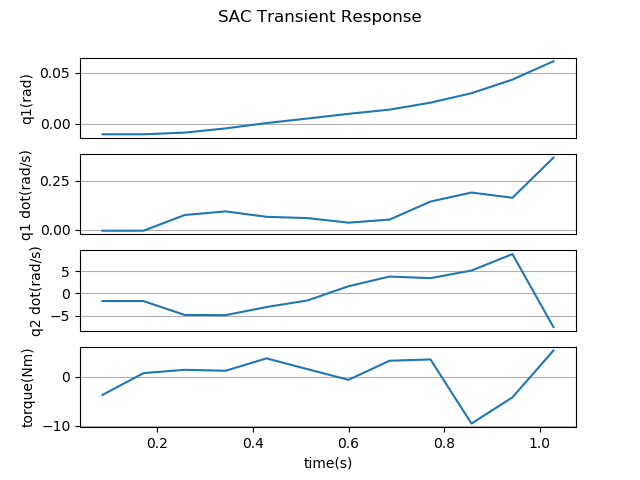 SAC Transient Response
q1(rad)
0.05
0.00
q1 dot(rad/s)
0.25
0.00
q2 dot(rad/s)
5
0
−5
torque(Nm)
0
−10
0.2 0.4 0.6 0.8 1.0
time(s)